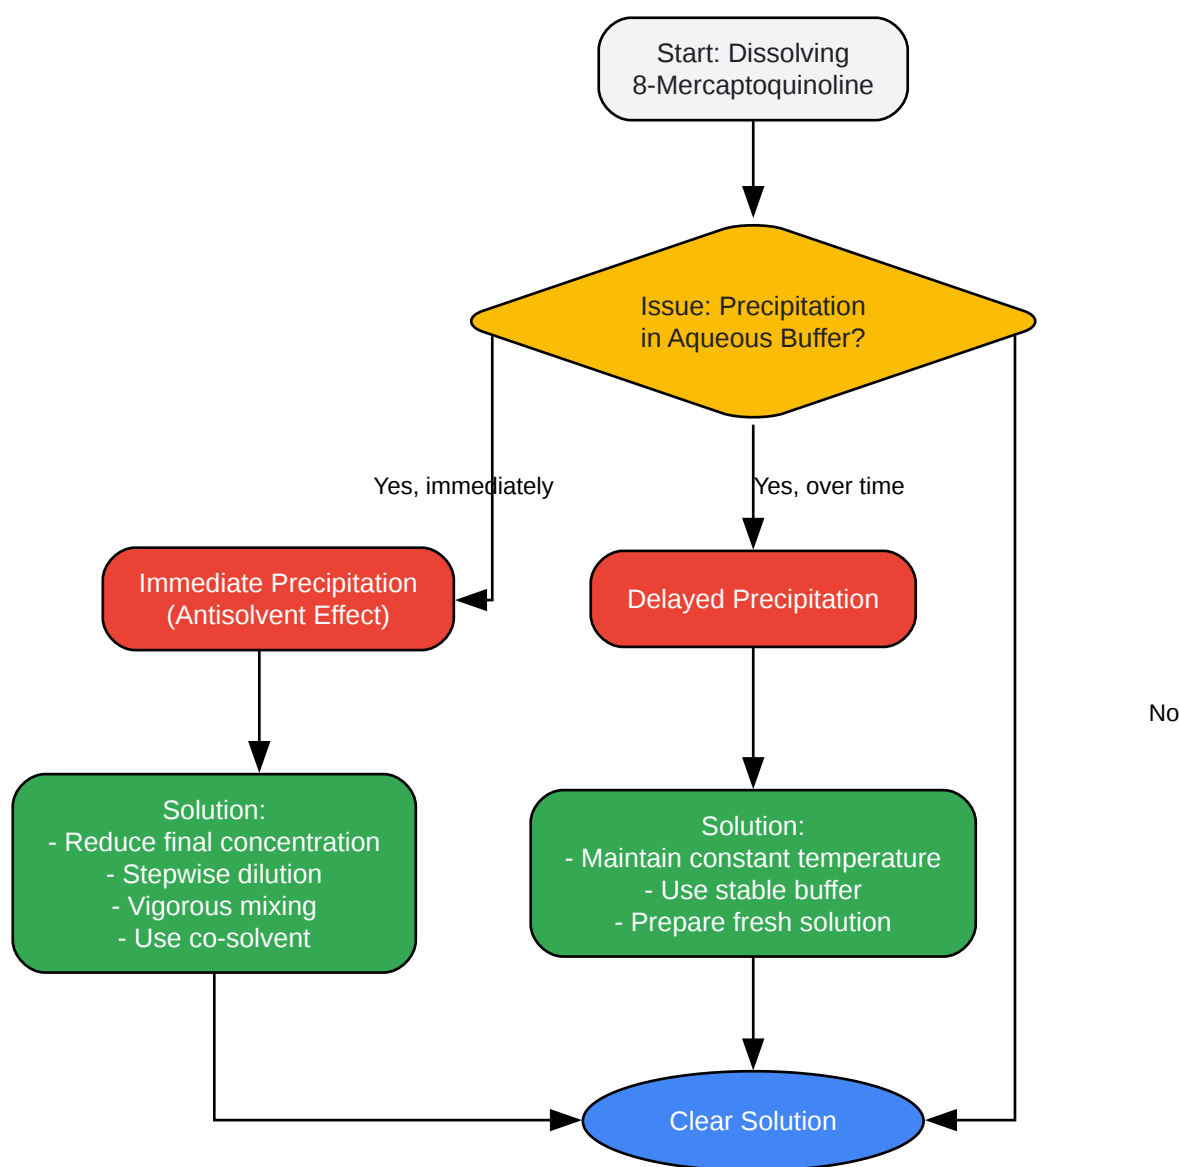 Start: Dissolving
8-Mercaptoquinoline
Issue: Precipitation
in Aqueous Buffer?
Yes, immediately
Yes, over time
Immediate Precipitation
(Antisolvent Effect)
Delayed Precipitation
No
Solution:
- Reduce final concentration
- Stepwise dilution
- Vigorous mixing
- Use co-solvent
Solution:
- Maintain constant temperature
- Use stable buffer
- Prepare fresh solution
Clear Solution